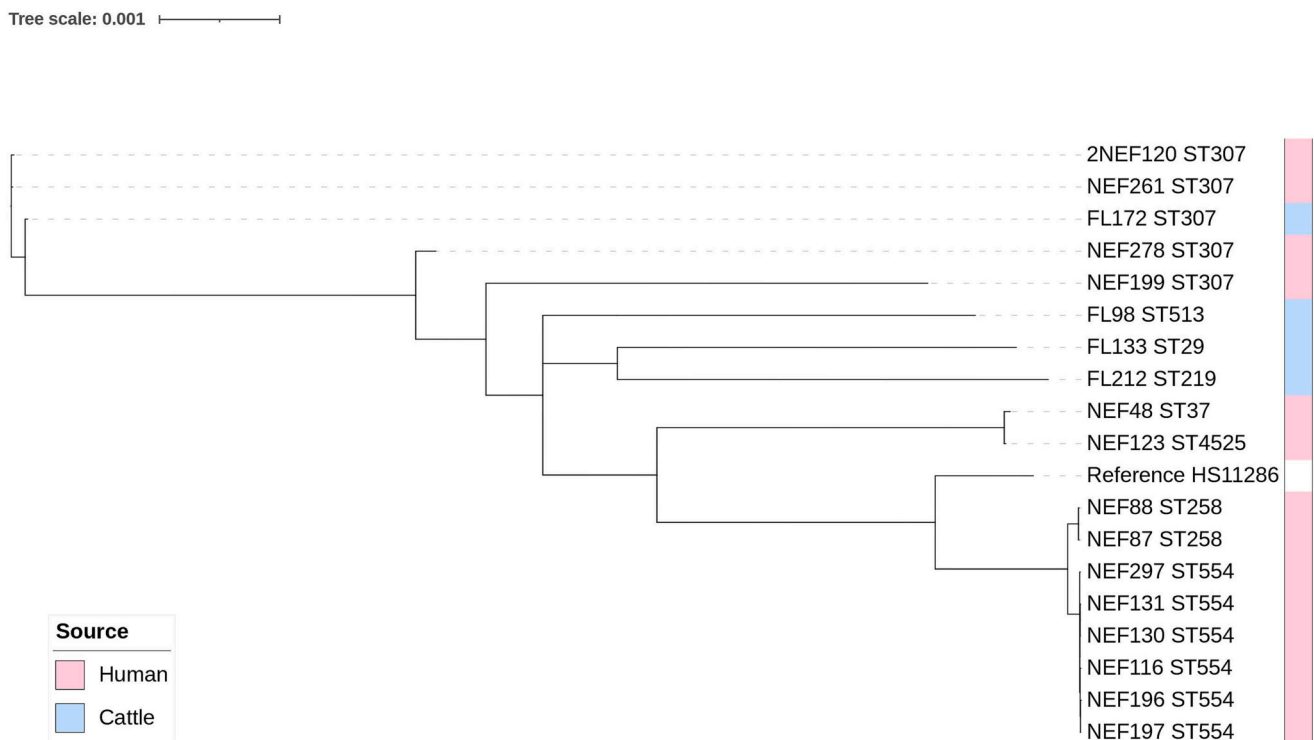 Tree scale: 0.001
2NEF120 ST307
NEF261 ST307
FL172 ST307
NEF278 ST307
NEF199 ST307
FL98 ST513
FL133 ST29
FL212 ST219
NEF48 ST37
NEF123 ST4525
Reference HS11286
NEF88 ST258
NEF87 ST258
NEF297 ST554
NEF131 ST554
NEF130 ST554
NEF116 ST554
NEF196 ST554
NEF197 ST554
Source
Human
Cattle